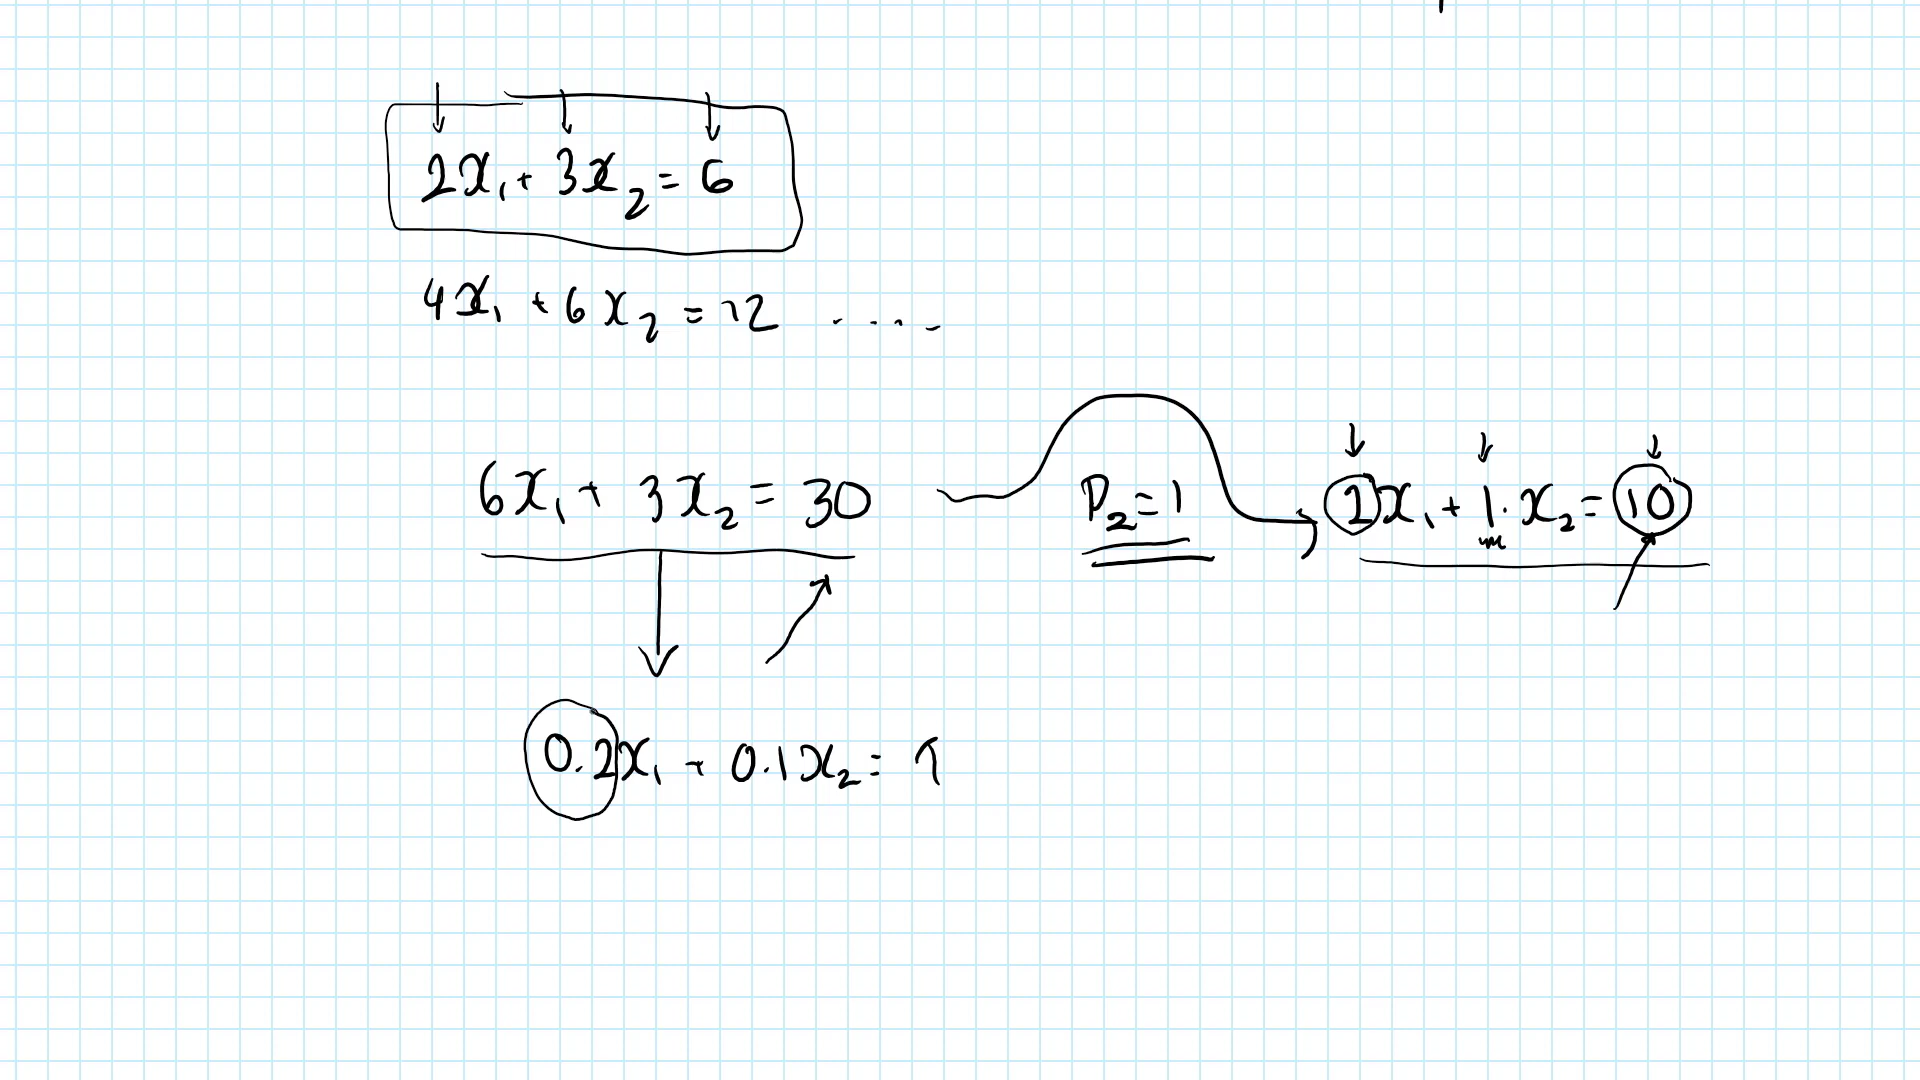 2x₁ + 3x₂ = 6
4x₁ + 6x₂ = 12 .....
6x₁ + 3x₂ = 30
P₂ = 1
2x₁ + 1·x₂ = 10
0.2x₁ + 0.1x₂ = 1